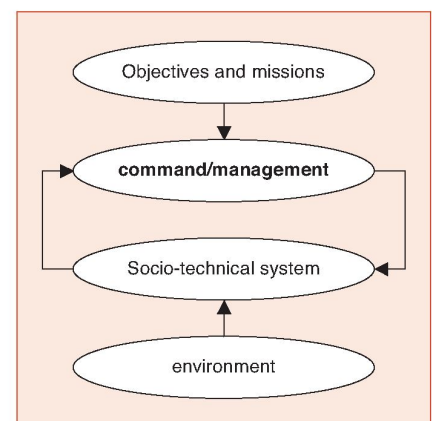 Objectives and missions
command/management
Socio-technical system
environment